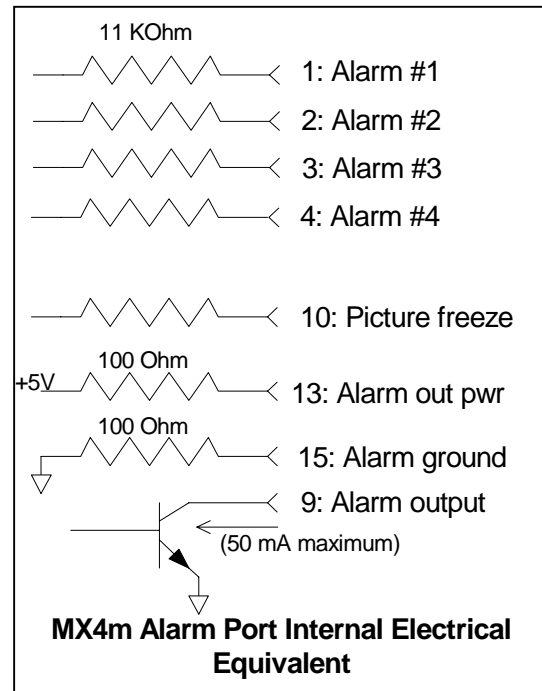 11 KOhm
1: Alarm #1
2: Alarm #2
3: Alarm #3
4: Alarm #4
10: Picture freeze
100 Ohm
+5V
13: Alarm out pwr
100 Ohm
15: Alarm ground
9: Alarm output
(50 mA maximum)
MX4m Alarm Port Internal Electrical
Equivalent